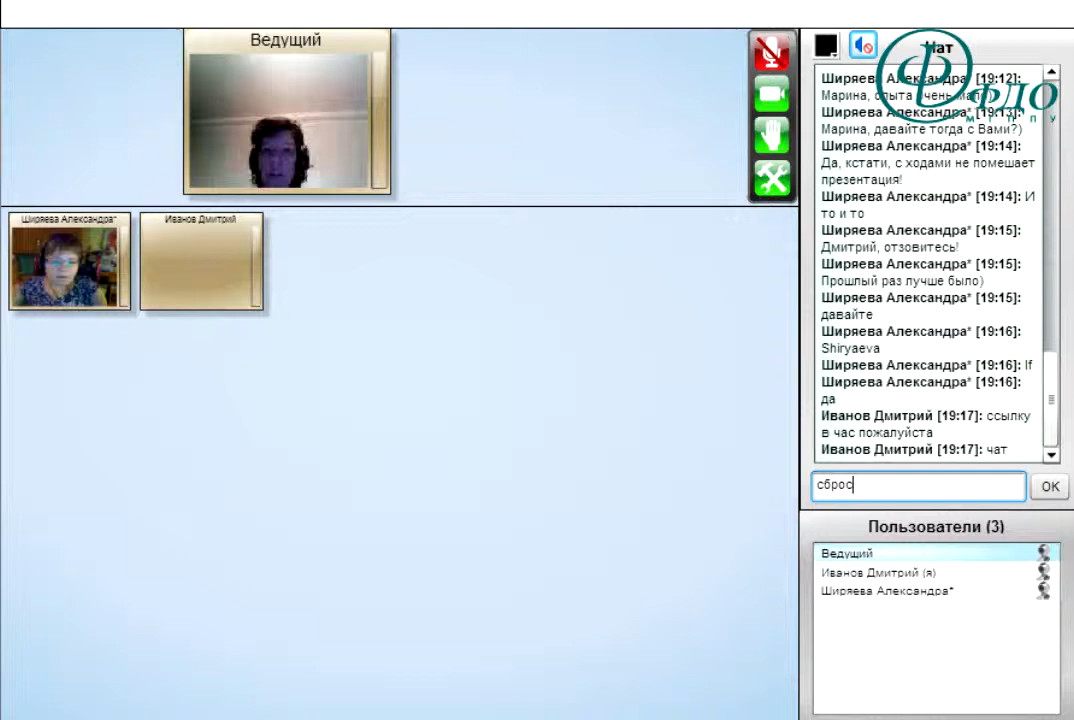 Ведущий
Ширяева Александра*
Иванов Дмитрий
Чат
ФДО
МГППУ
Ширяева Александра* [19:12]:
Марина, опыта очень мало)
Ширяева Александра* [19:13]:
Марина, давайте тогда с Вами?)
Ширяева Александра* [19:14]:
Да, кстати, с ходами не помешает
презентация!
Ширяева Александра* [19:14]: И
то и то
Ширяева Александра* [19:15]:
Дмитрий, отзовитесь!
Ширяева Александра* [19:15]:
Прошлый раз лучше было)
Ширяева Александра* [19:15]:
давайте
Ширяева Александра* [19:16]:
Shiryaeva
Ширяева Александра* [19:16]: lf
Ширяева Александра* [19:16]:
да
Иванов Дмитрий [19:17]: ссылку
в час пожалуйста
Иванов Дмитрий [19:17]: чат
сброс
OK
Пользователи (3)
Ведущий
Иванов Дмитрий (я)
Ширяева Александра*